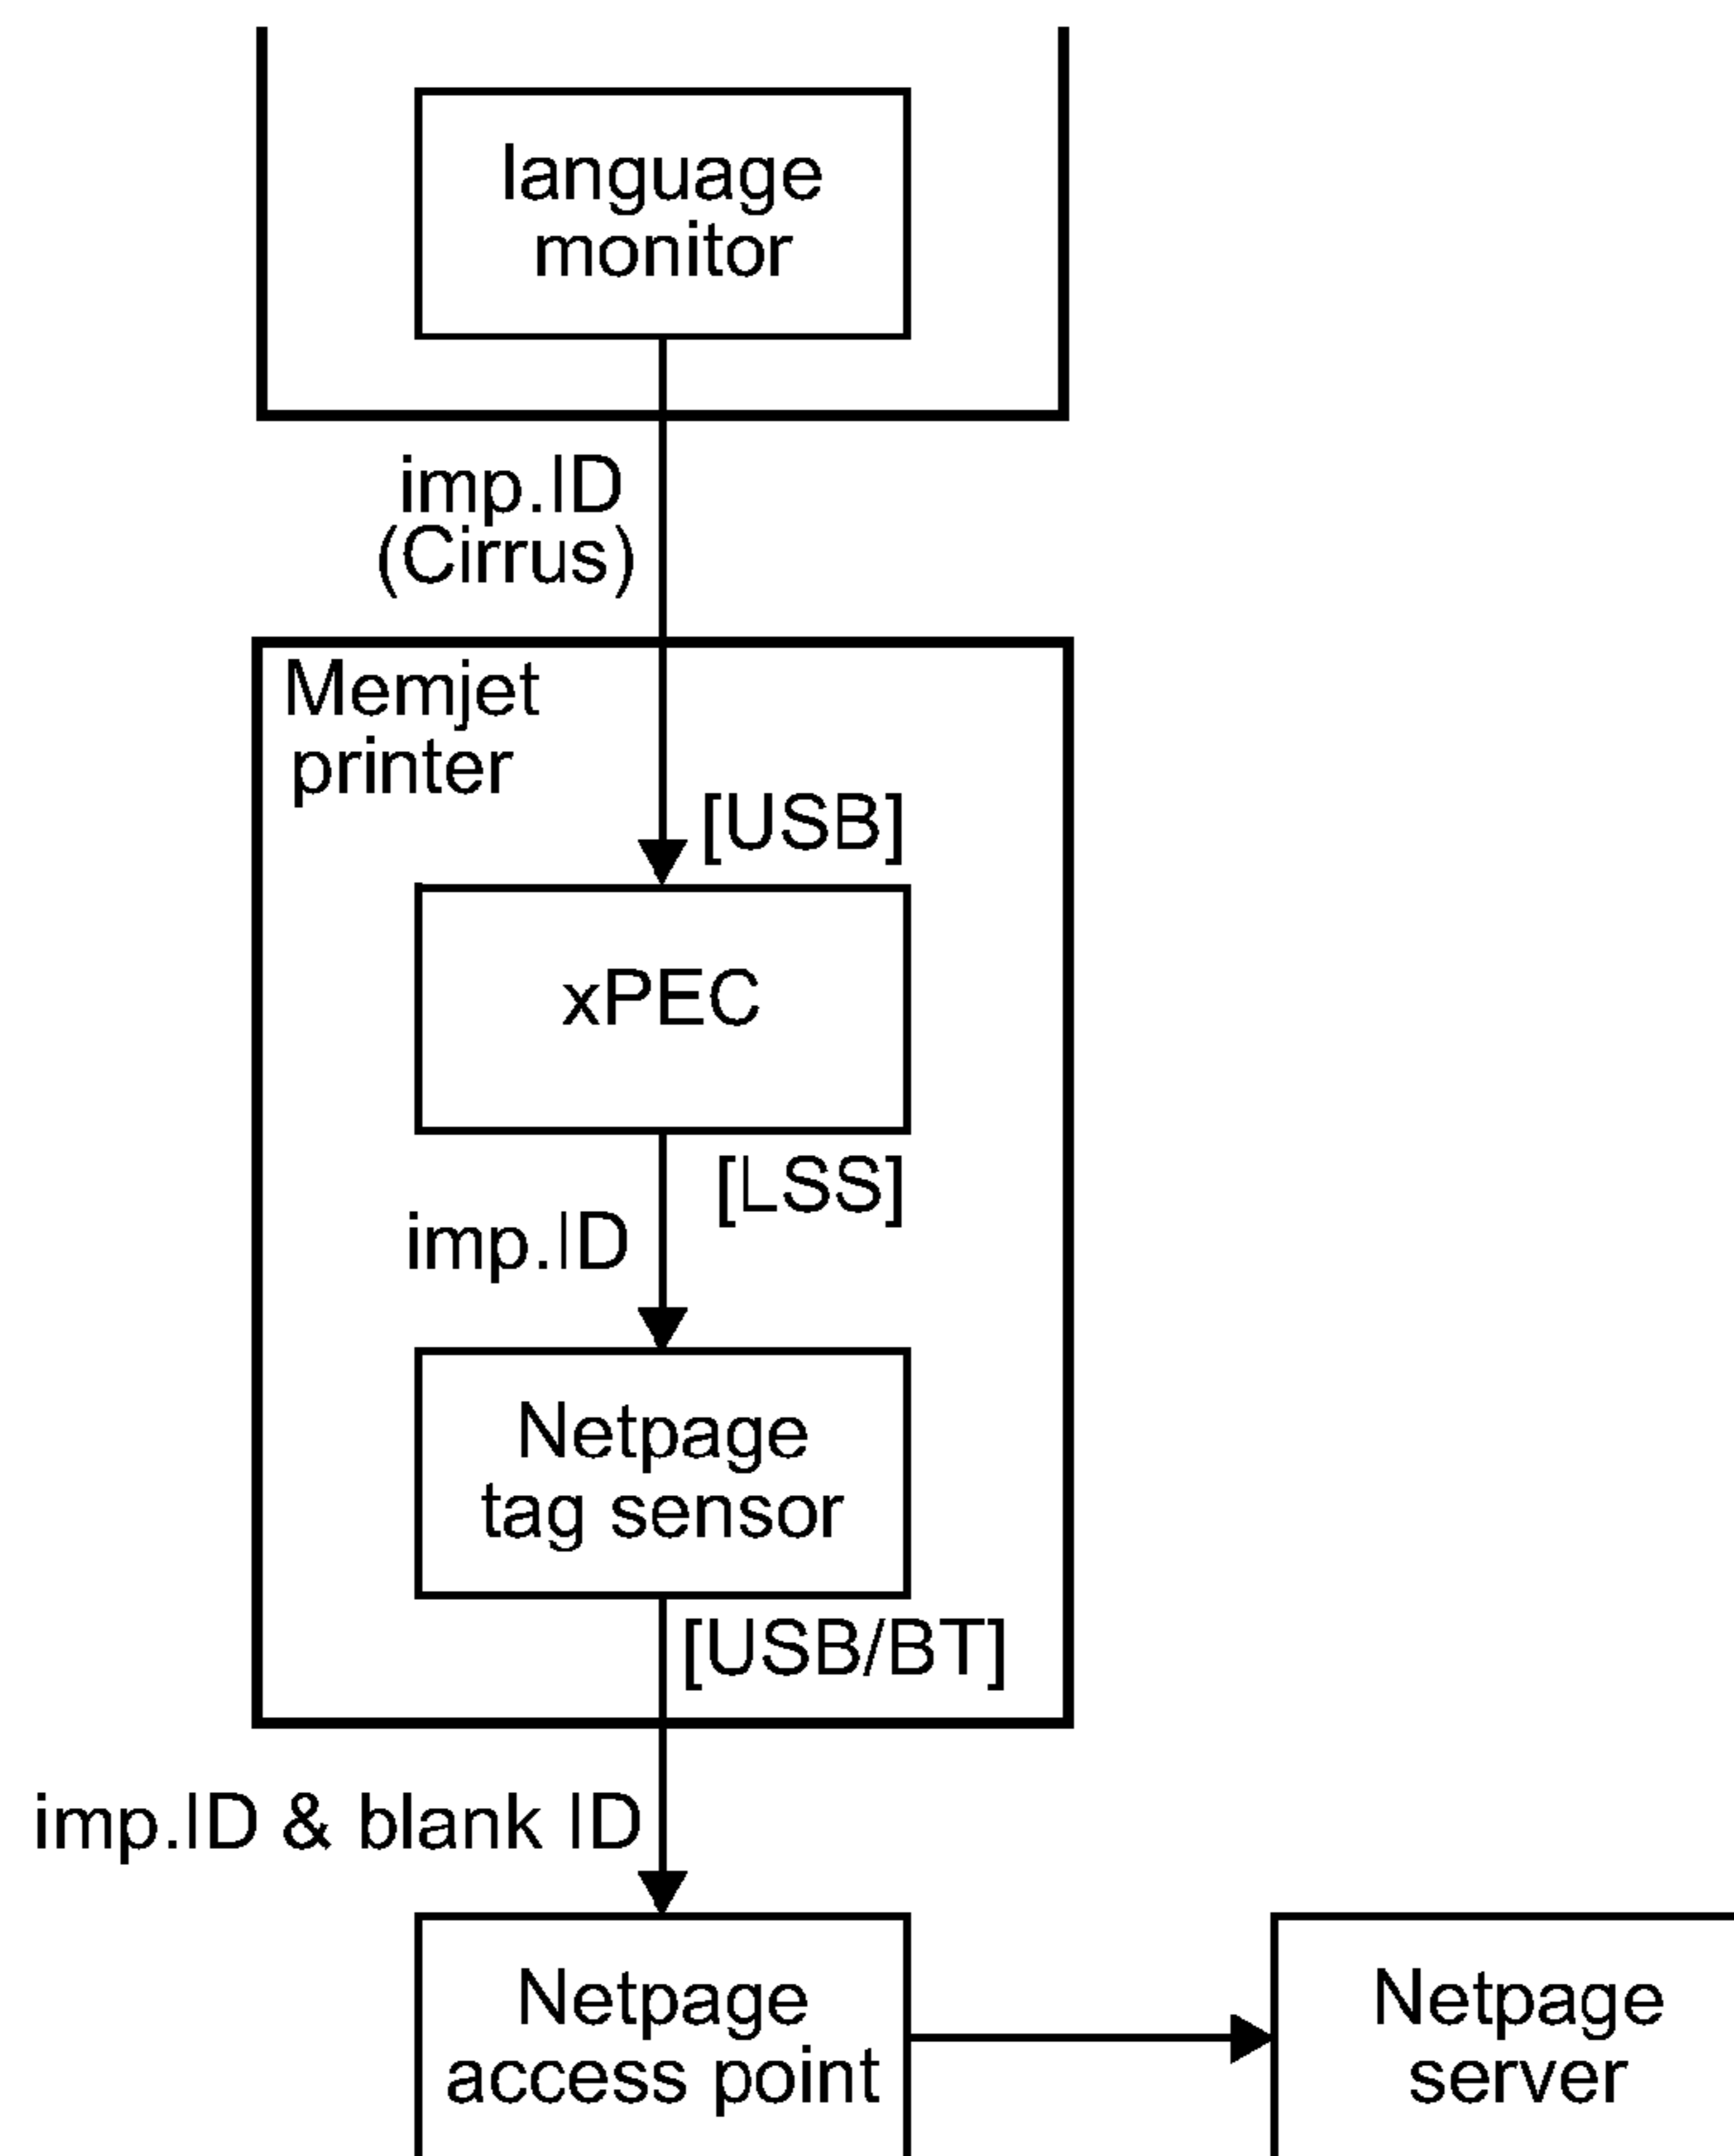 language
monitor
imp.ID
(Cirrus)
Memjet
printer
[USB]
xPEC
[LSS]
imp.ID
Netpage
tag sensor
[USB/BT]
imp.ID & blank ID
Netpage
access point
Netpage
server